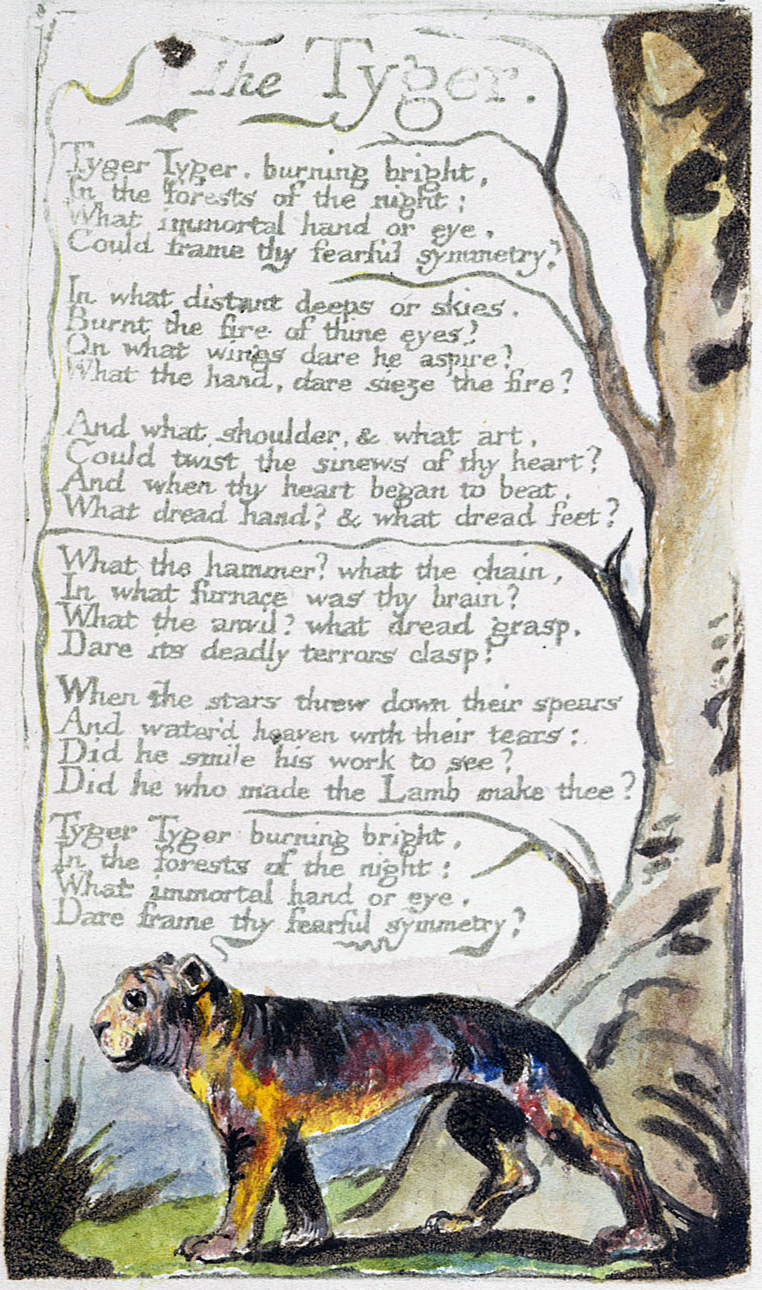 The Tyger.
Tyger Tyger. burning bright,
In the forests of the night;
What immortal hand or eye,
Could frame thy fearful symmetry?
In what distant deeps or skies.
Burnt the fire of thine eyes?
On what wings dare he aspire?
What the hand, dare sieze the fire?
And what shoulder, & what art,
Could twist the sinews of thy heart?
And when thy heart began to beat,
What dread hand? & what dread feet?
What the hammer? what the chain,
In what furnace was thy brain?
What the anvil? what dread grasp,
Dare its deadly terrors clasp!
When the stars threw down their spears
And water'd heaven with their tears:
Did he smile his work to see?
Did he who made the Lamb make thee?
Tyger Tyger burning bright,
In the forests of the night:
What immortal hand or eye,
Dare frame thy fearful symmetry?